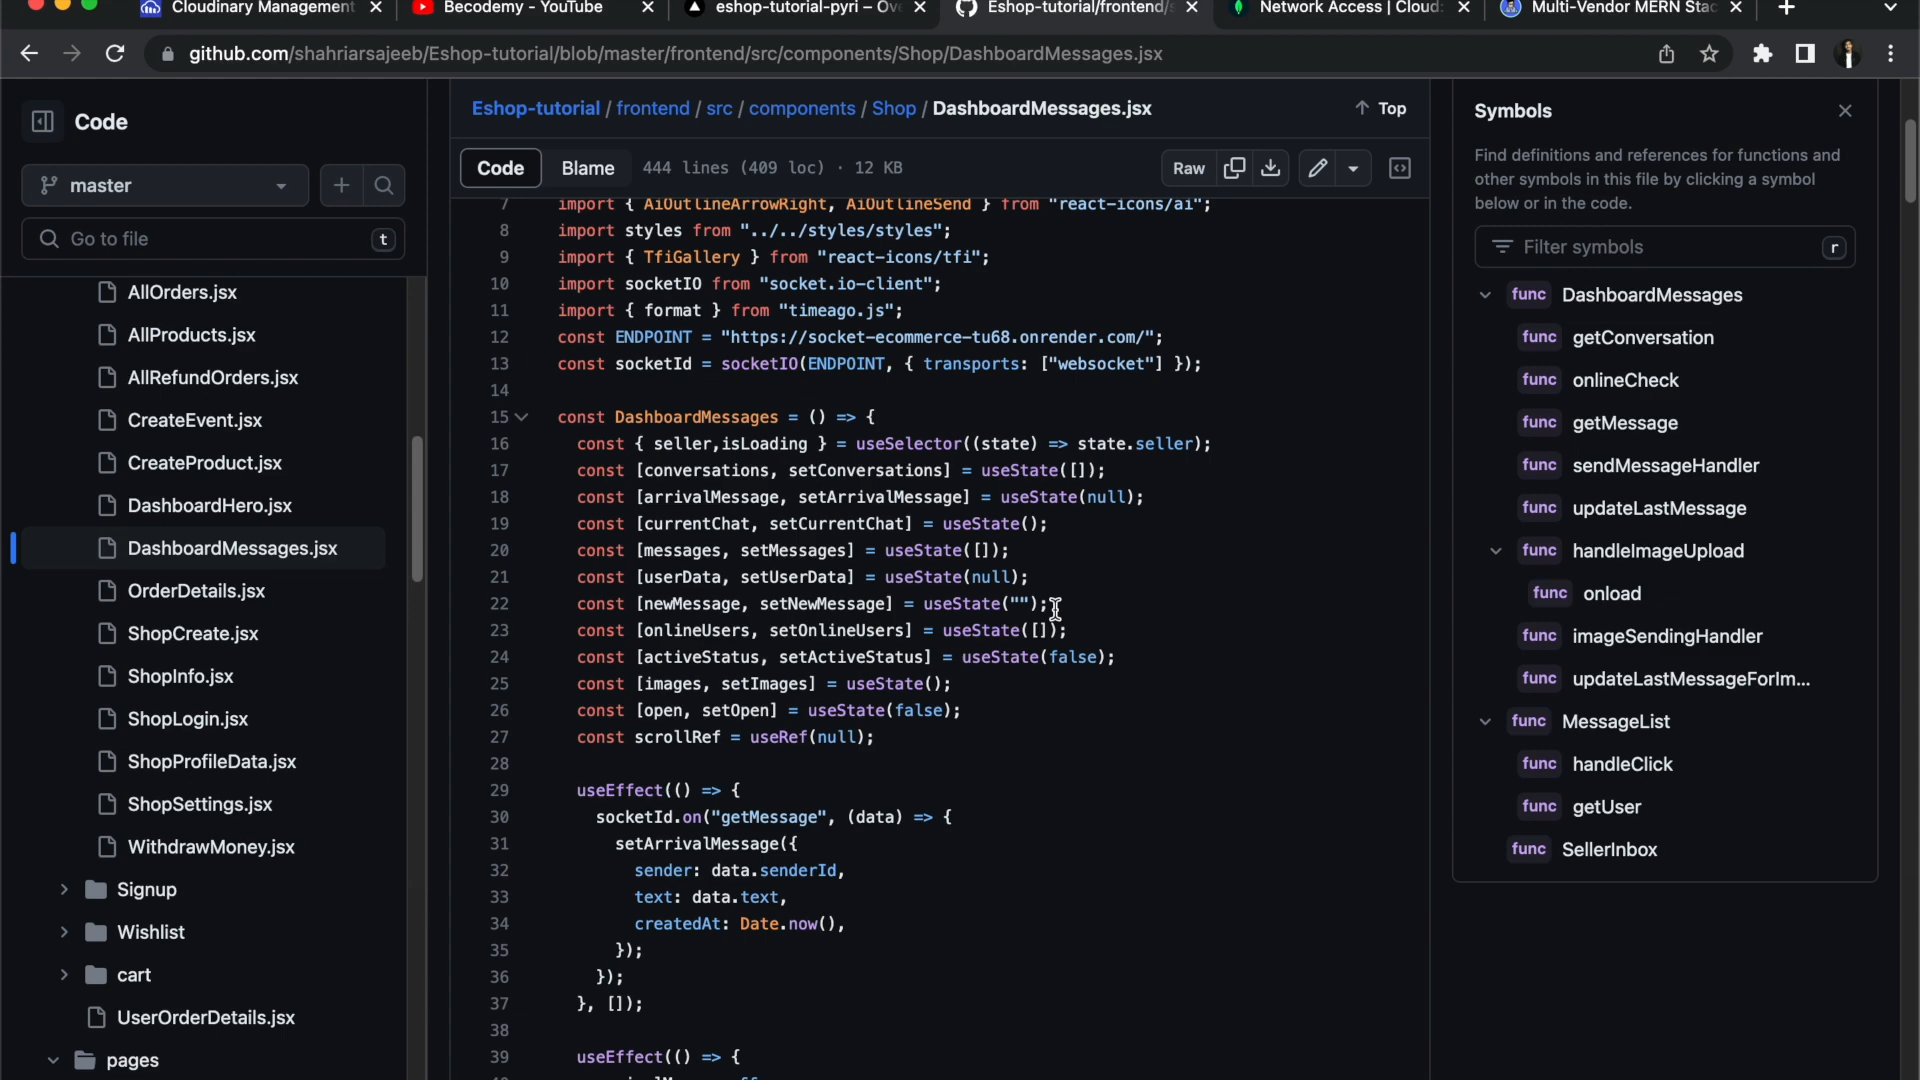 Cloudinary Management
Becodemy - YouTube
eshop-tutorial-pyri – Ov
Eshop-tutorial/frontend/s
Network Access | Cloud:
Multi-Vendor MERN Stac
github.com/shahriarsajeeb/Eshop-tutorial/blob/master/frontend/src/components/Shop/DashboardMessages.jsx
Code
master
Go to file
t
AllOrders.jsx
AllProducts.jsx
AllRefundOrders.jsx
CreateEvent.jsx
CreateProduct.jsx
DashboardHero.jsx
DashboardMessages.jsx
OrderDetails.jsx
ShopCreate.jsx
ShopInfo.jsx
ShopLogin.jsx
ShopProfileData.jsx
ShopSettings.jsx
WithdrawMoney.jsx
Signup
Wishlist
cart
UserOrderDetails.jsx
pages
Eshop-tutorial / frontend / src / components / Shop / DashboardMessages.jsx
Top
Code
Blame
444 lines (409 loc) · 12 KB
Raw
7 import { AiOutlineArrowRight, AiOutlineSend } from "react-icons/ai";
8 import styles from "../../styles/styles";
9 import { TfiGallery } from "react-icons/tfi";
10 import socketIO from "socket.io-client";
11 import { format } from "timeago.js";
12 const ENDPOINT = "https://socket-ecommerce-tu68.onrender.com/";
13 const socketId = socketIO(ENDPOINT, { transports: ["websocket"] });
14
15 const DashboardMessages = () => {
16 const { seller,isLoading } = useSelector((state) => state.seller);
17 const [conversations, setConversations] = useState([]);
18 const [arrivalMessage, setArrivalMessage] = useState(null);
19 const [currentChat, setCurrentChat] = useState();
20 const [messages, setMessages] = useState([]);
21 const [userData, setUserData] = useState(null);
22 const [newMessage, setNewMessage] = useState("");
23 const [onlineUsers, setOnlineUsers] = useState([]);
24 const [activeStatus, setActiveStatus] = useState(false);
25 const [images, setImages] = useState();
26 const [open, setOpen] = useState(false);
27 const scrollRef = useRef(null);
28
29 useEffect(() => {
30 socketId.on("getMessage", (data) => {
31 setArrivalMessage({
32 sender: data.senderId,
33 text: data.text,
34 createdAt: Date.now(),
35 });
36 });
37 }, []);
38
39 useEffect(() => {
Symbols
Find definitions and references for functions and
other symbols in this file by clicking a symbol
below or in the code.
Filter symbols
r
func DashboardMessages
func getConversation
func onlineCheck
func getMessage
func sendMessageHandler
func updateLastMessage
func handleImageUpload
func onload
func imageSendingHandler
func updateLastMessageForIm...
func MessageList
func handleClick
func getUser
func SellerInbox